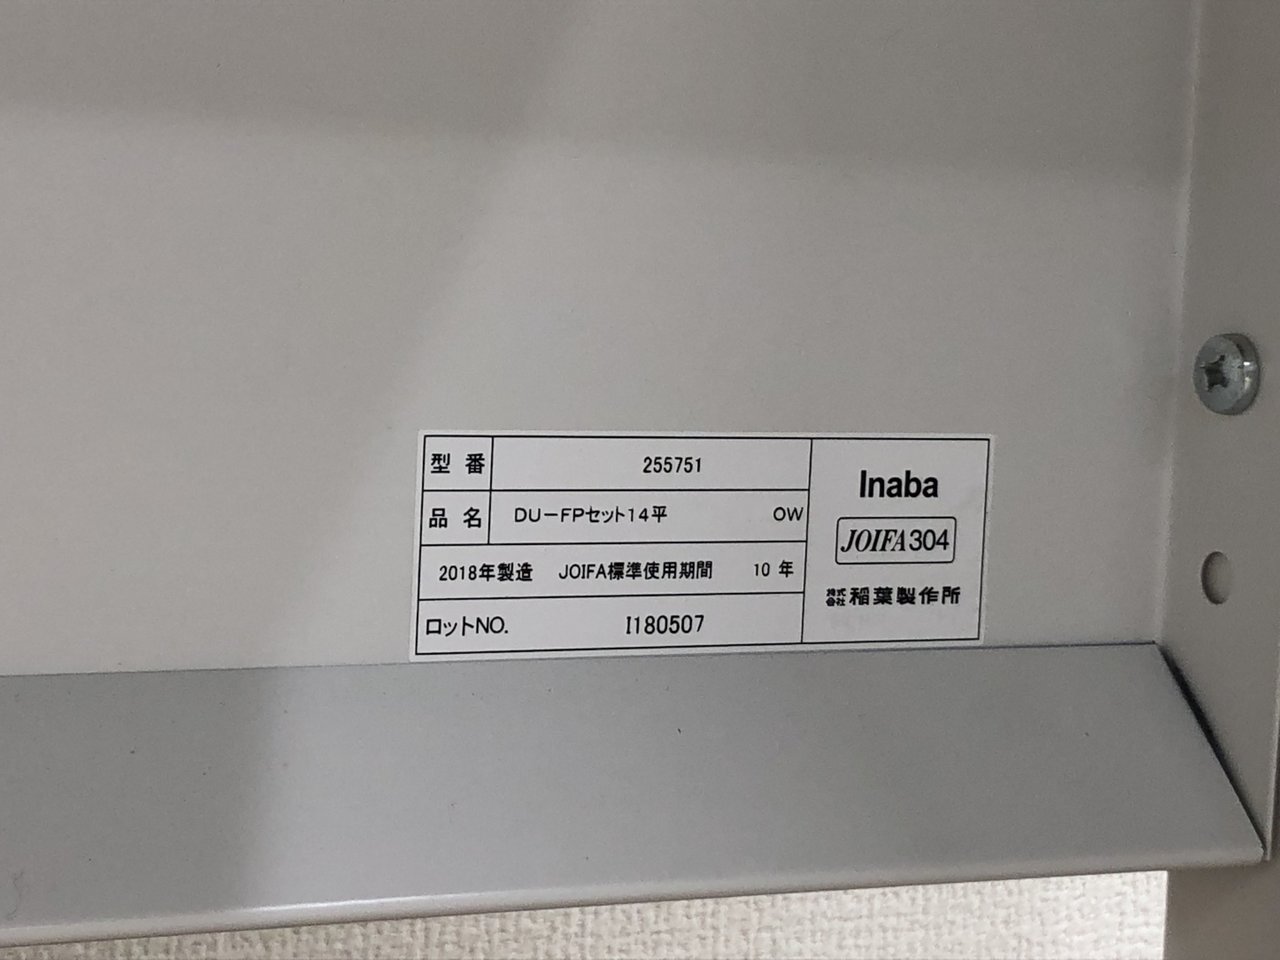 型番 255751
品名 DU-FPセット14平 OW
2018年製造 JOIFA標準使用期間 10年
ロットNO. I180507
Inaba
JOIFA304
株式会社 稲葉製作所